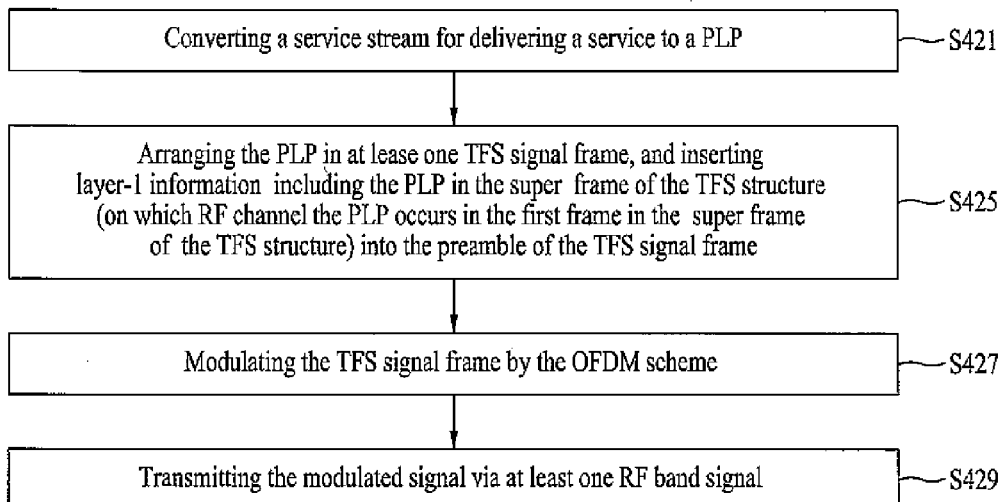 Converting a service stream for delivering a service to a PLP
S421
Arranging the PLP in at lease one TFS signal frame, and inserting
layer-1 information including the PLP in the super frame of the TFS structure
(on which RF channel the PLP occurs in the first frame in the super frame
of the TFS structure) into the preamble of the TFS signal frame
S425
Modulating the TFS signal frame by the OFDM scheme
S427
Transmitting the modulated signal via at least one RF band signal
S429